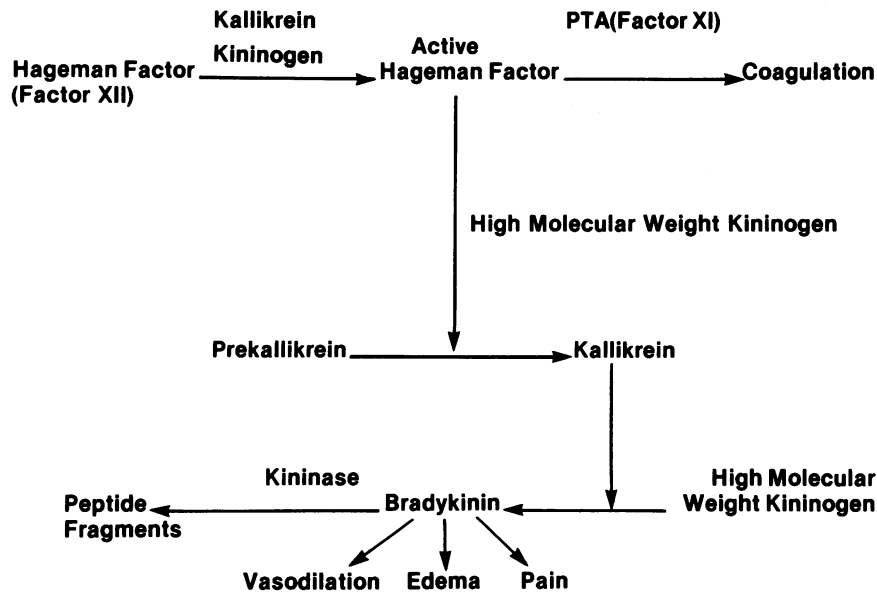 Kallikrein
Kininogen
PTA(Factor XI)
Hageman Factor
(Factor XII)
Active
Hageman Factor
Coagulation
High Molecular Weight Kininogen
Prekallikrein
Kallikrein
Kininase
High Molecular
Weight Kininogen
Peptide
Fragments
Bradykinin
Vasodilation
Edema
Pain